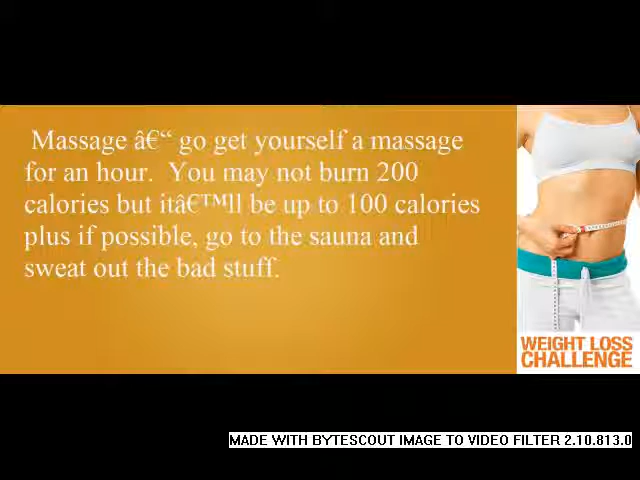 Massage â€“ go get yourself a massage
for an hour.  You may not burn 200
calories but itâ€™ll be up to 100 calories
plus if possible, go to the sauna and
sweat out the bad stuff.
WEIGHT LOSS
CHALLENGE
MADE WITH BYTESCOUT IMAGE TO VIDEO FILTER 2.10.813.0